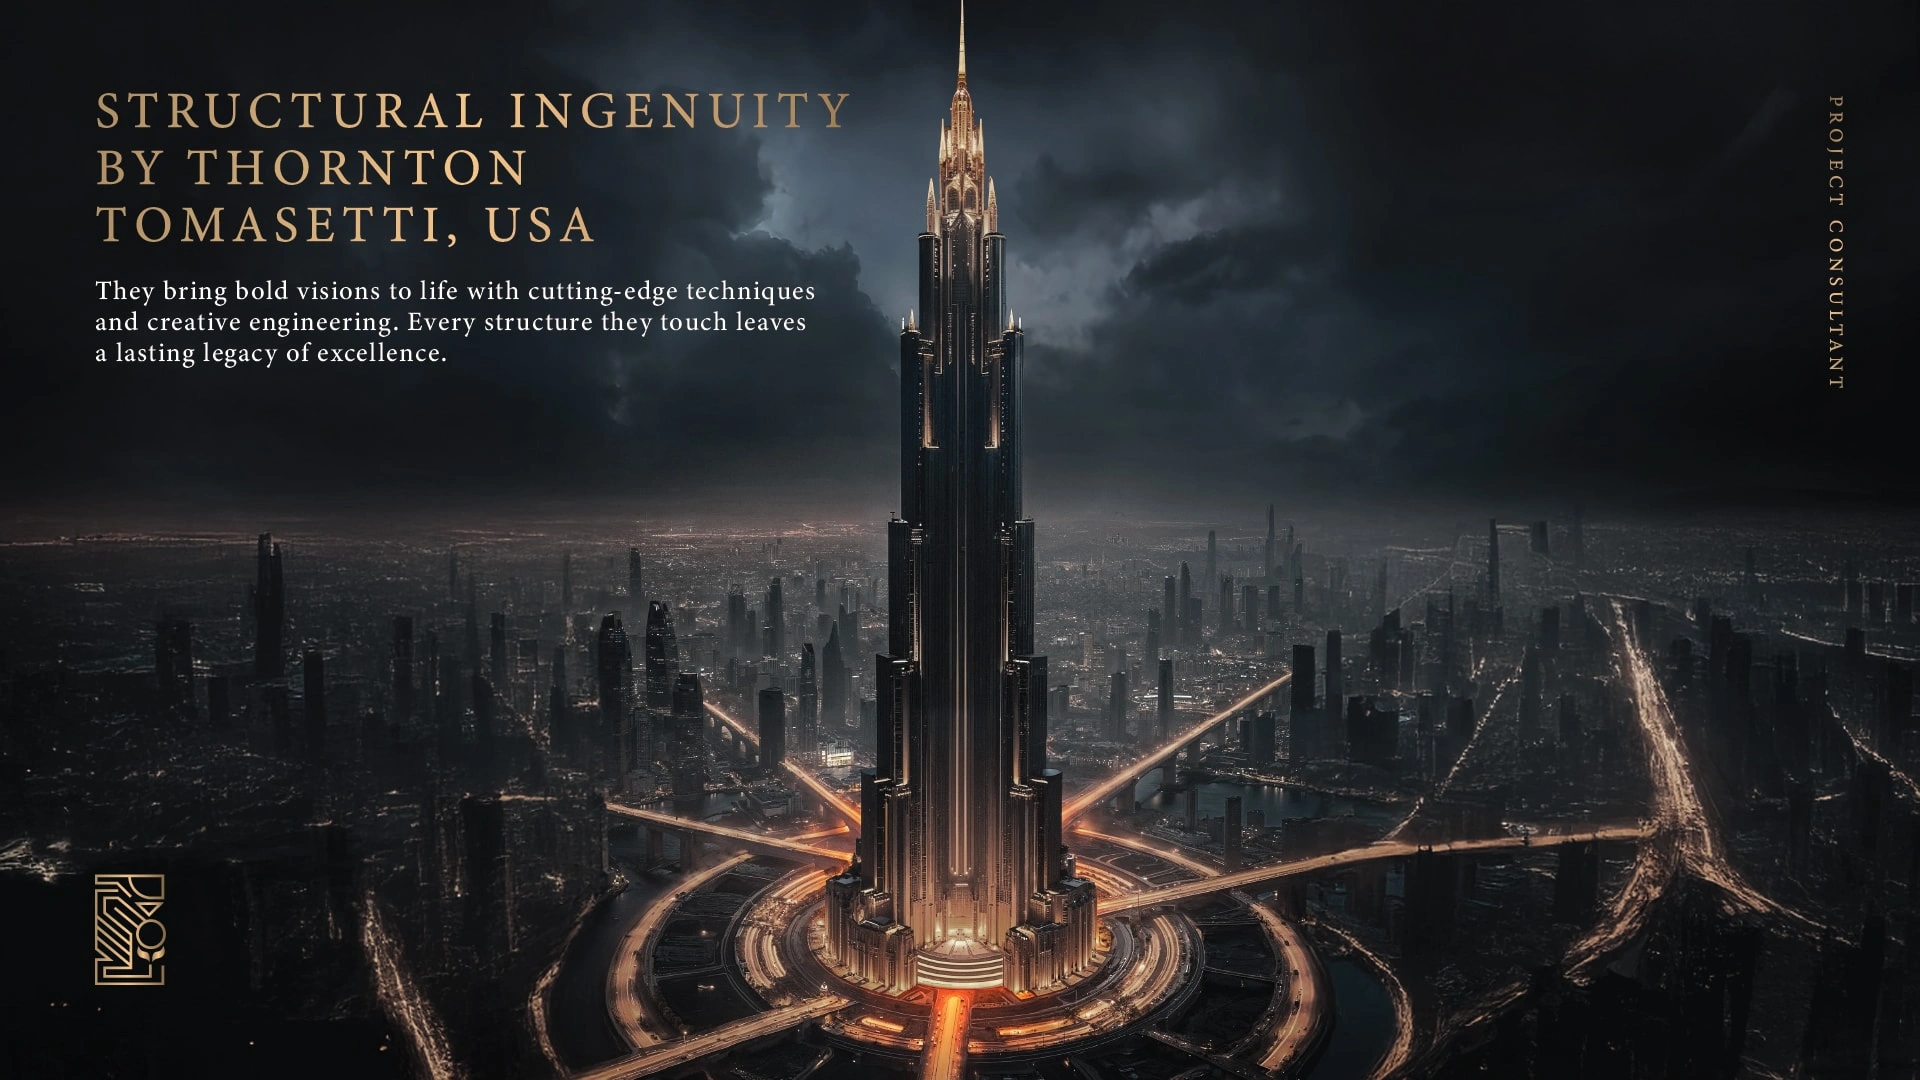 STRUCTURAL INGENUITY
BY THORNTON
TOMASETTI, USA
They bring bold visions to life with cutting-edge techniques
and creative engineering. Every structure they touch leaves
a lasting legacy of excellence.
PROJECT CONSULTANT